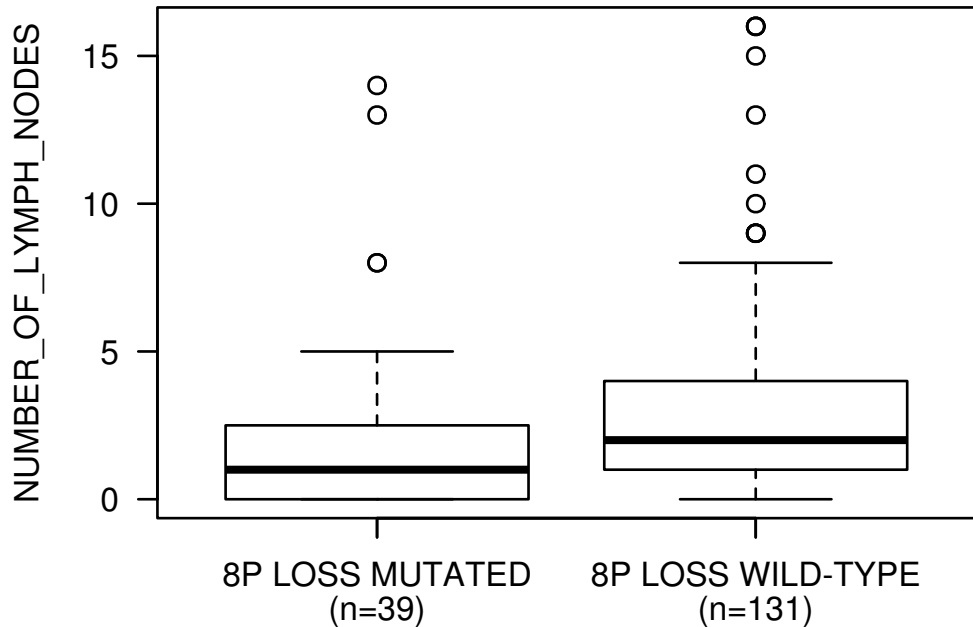 NUMBER_OF_LYMPH_NODES
15
10
5
0
8P LOSS MUTATED
(n=39)
8P LOSS WILD-TYPE
(n=131)